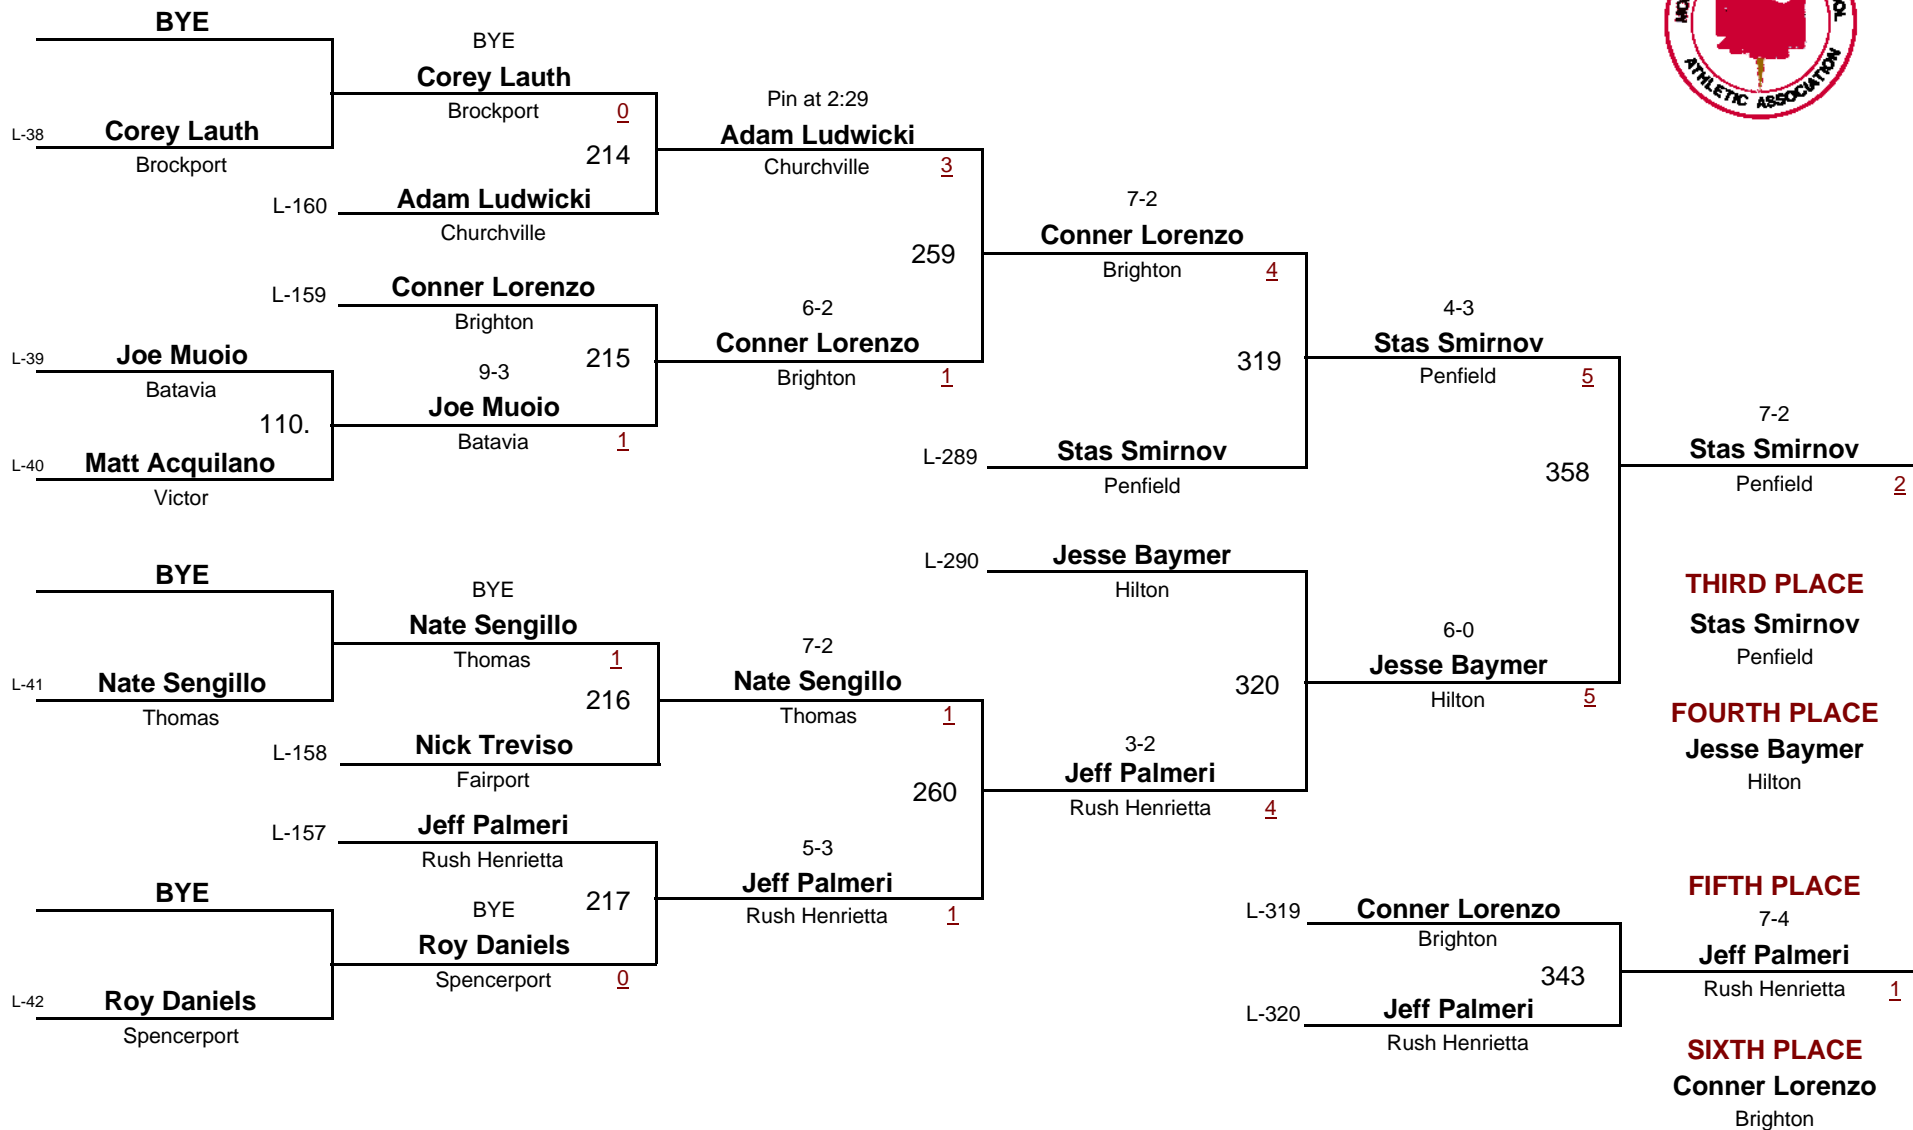 BYE
L-38 Corey Lauth
Brockport
BYE
Corey Lauth
Brockport 0
214
L-160 Adam Ludwicki
Churchville
Pin at 2:29
Adam Ludwicki
Churchville 3
L-159 Conner Lorenzo
Brighton
L-39 Joe Muoio
Batavia
110.
L-40 Matt Acquilano
Victor
9-3
Joe Muoio
Batavia 1
215
6-2
Conner Lorenzo
Brighton 1
259
7-2
Conner Lorenzo
Brighton 4
319
L-289 Stas Smirnov
Penfield
4-3
Stas Smirnov
Penfield 5
358
7-2
Stas Smirnov
Penfield 2
BYE
L-41 Nate Sengillo
Thomas
BYE
Nate Sengillo
Thomas 1
216
L-158 Nick Treviso
Fairport
7-2
Nate Sengillo
Thomas 1
260
L-157 Jeff Palmeri
Rush Henrietta
217
BYE
L-42 Roy Daniels
Spencerport
BYE
Roy Daniels
Spencerport 0
5-3
Jeff Palmeri
Rush Henrietta 1
L-290 Jesse Baymer
Hilton
320
3-2
Jeff Palmeri
Rush Henrietta 4
6-0
Jesse Baymer
Hilton 5
THIRD PLACE
Stas Smirnov
Penfield
FOURTH PLACE
Jesse Baymer
Hilton
L-319 Conner Lorenzo
Brighton
343
L-320 Jeff Palmeri
Rush Henrietta
FIFTH PLACE
7-4
Jeff Palmeri
Rush Henrietta 1
SIXTH PLACE
Conner Lorenzo
Brighton
ATHLETIC ASSOCIATION